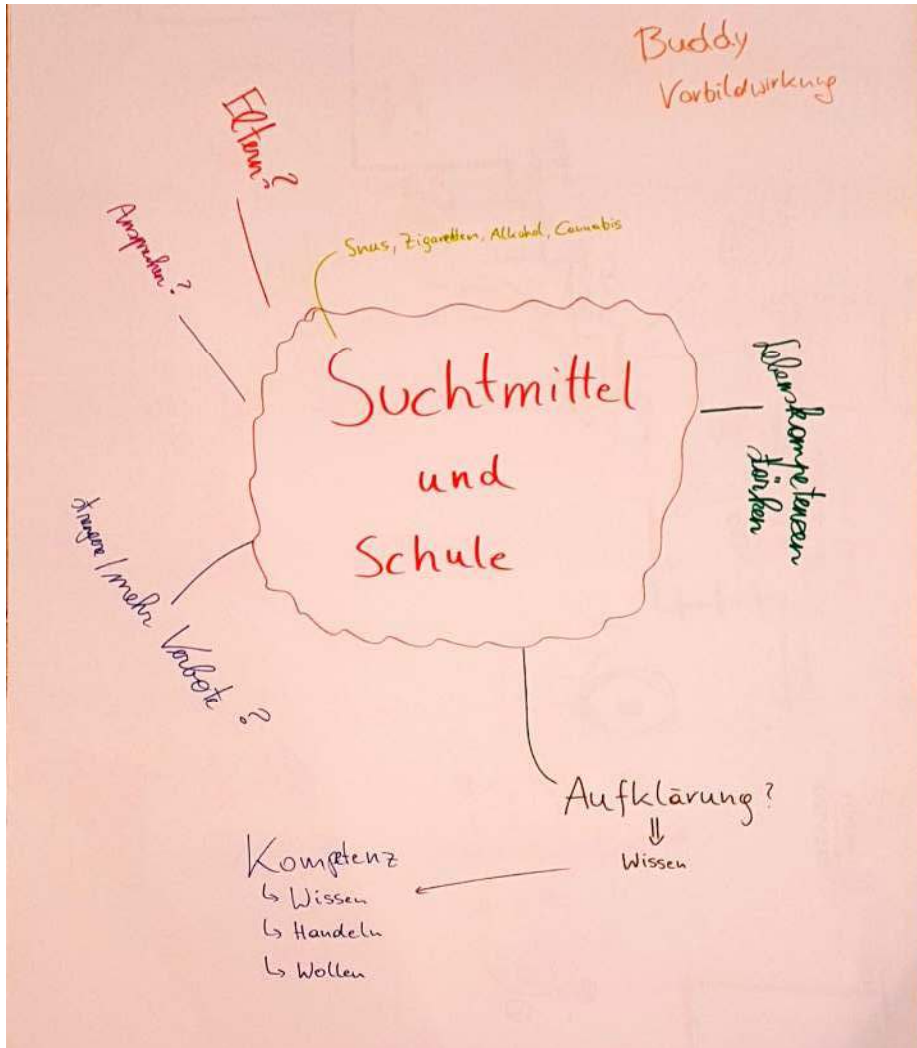 Buddy
Vorbildwirkung
Eltern?
Ansprechen?
Snus, Zigaretten, Alkohol, Cannabis
Suchtmittel
und
Schule
Lebenskompetenzen
stärken
strengere/mehr Verbote?
Aufklärung?
⇓
Wissen
Kompetenz
↳ Wissen
↳ Handeln
↳ Wollen